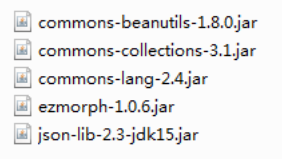 commons-beanutils-1.8.0.jar
commons-collections-3.1.jar
commons-lang-2.4.jar
ezmorph-1.0.6.jar
json-lib-2.3-jdk15.jar